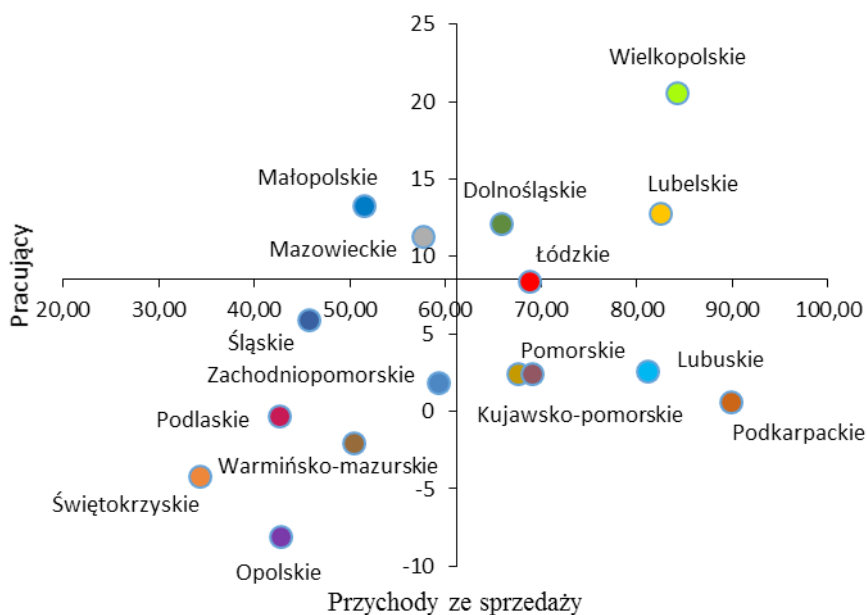 25
Wielkopolskie
20
15
Małopolskie
Dolnośląskie
Lubelskie
Mazowieckie
10
Łódzkie
Pracujący
20,00 30,00 40,00 50,00 60,00 70,00 80,00 90,00 100,00
5
Śląskie
Pomorskie
Lubuskie
Zachodniopomorskie
0
Podlaskie
Kujawsko-pomorskie
Podkarpackie
Warmińsko-mazurskie
-5
Świętokrzyskie
-10
Opolskie
Przychody ze sprzedaży